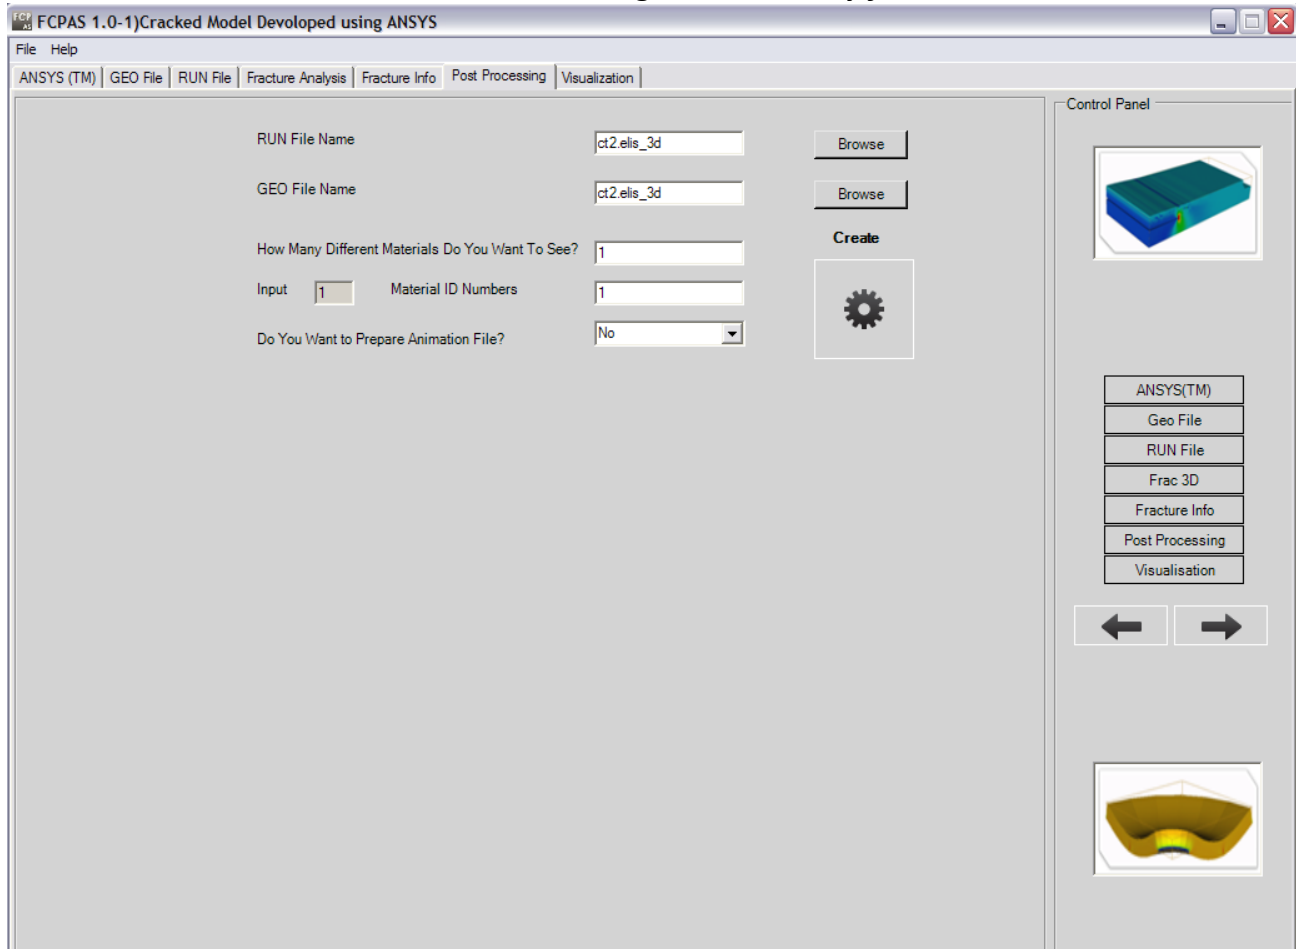 FCPAS 1.0-1)Cracked Model Devoloped using ANSYS
File Help
ANSYS (TM) GEO File RUN File Fracture Analysis Fracture Info Post Processing Visualization
Control Panel
RUN File Name ct2.elis_3d Browse
GEO File Name ct2.elis_3d Browse
Create
How Many Different Materials Do You Want To See? 1
Input 1 Material ID Numbers 1
Do You Want to Prepare Animation File? No
ANSYS(TM)
Geo File
RUN File
Frac 3D
Fracture Info
Post Processing
Visualisation